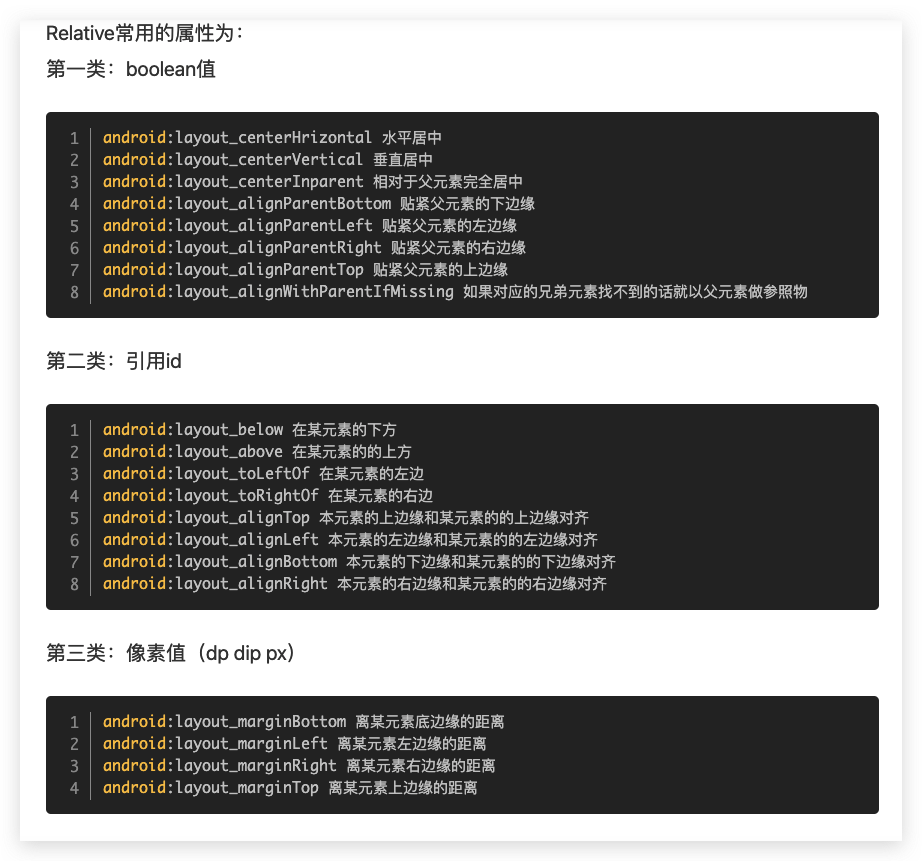 Relative常用的属性为：
第一类：boolean值
1 android:layout_centerHrizontal 水平居中
2 android:layout_centerVertical 垂直居中
3 android:layout_centerInparent 相对于父元素完全居中
4 android:layout_alignParentBottom 贴紧父元素的下边缘
5 android:layout_alignParentLeft 贴紧父元素的左边缘
6 android:layout_alignParentRight 贴紧父元素的右边缘
7 android:layout_alignParentTop 贴紧父元素的上边缘
8 android:layout_alignWithParentIfMissing 如果对应的兄弟元素找不到的话就以父元素做参照物
第二类：引用id
1 android:layout_below 在某元素的下方
2 android:layout_above 在某元素的的上方
3 android:layout_toLeftOf 在某元素的左边
4 android:layout_toRightOf 在某元素的右边
5 android:layout_alignTop 本元素的上边缘和某元素的的上边缘对齐
6 android:layout_alignLeft 本元素的左边缘和某元素的的左边缘对齐
7 android:layout_alignBottom 本元素的下边缘和某元素的的下边缘对齐
8 android:layout_alignRight 本元素的右边缘和某元素的的右边缘对齐
第三类：像素值（dp dip px）
1 android:layout_marginBottom 离某元素底边缘的距离
2 android:layout_marginLeft 离某元素左边缘的距离
3 android:layout_marginRight 离某元素右边缘的距离
4 android:layout_marginTop 离某元素上边缘的距离